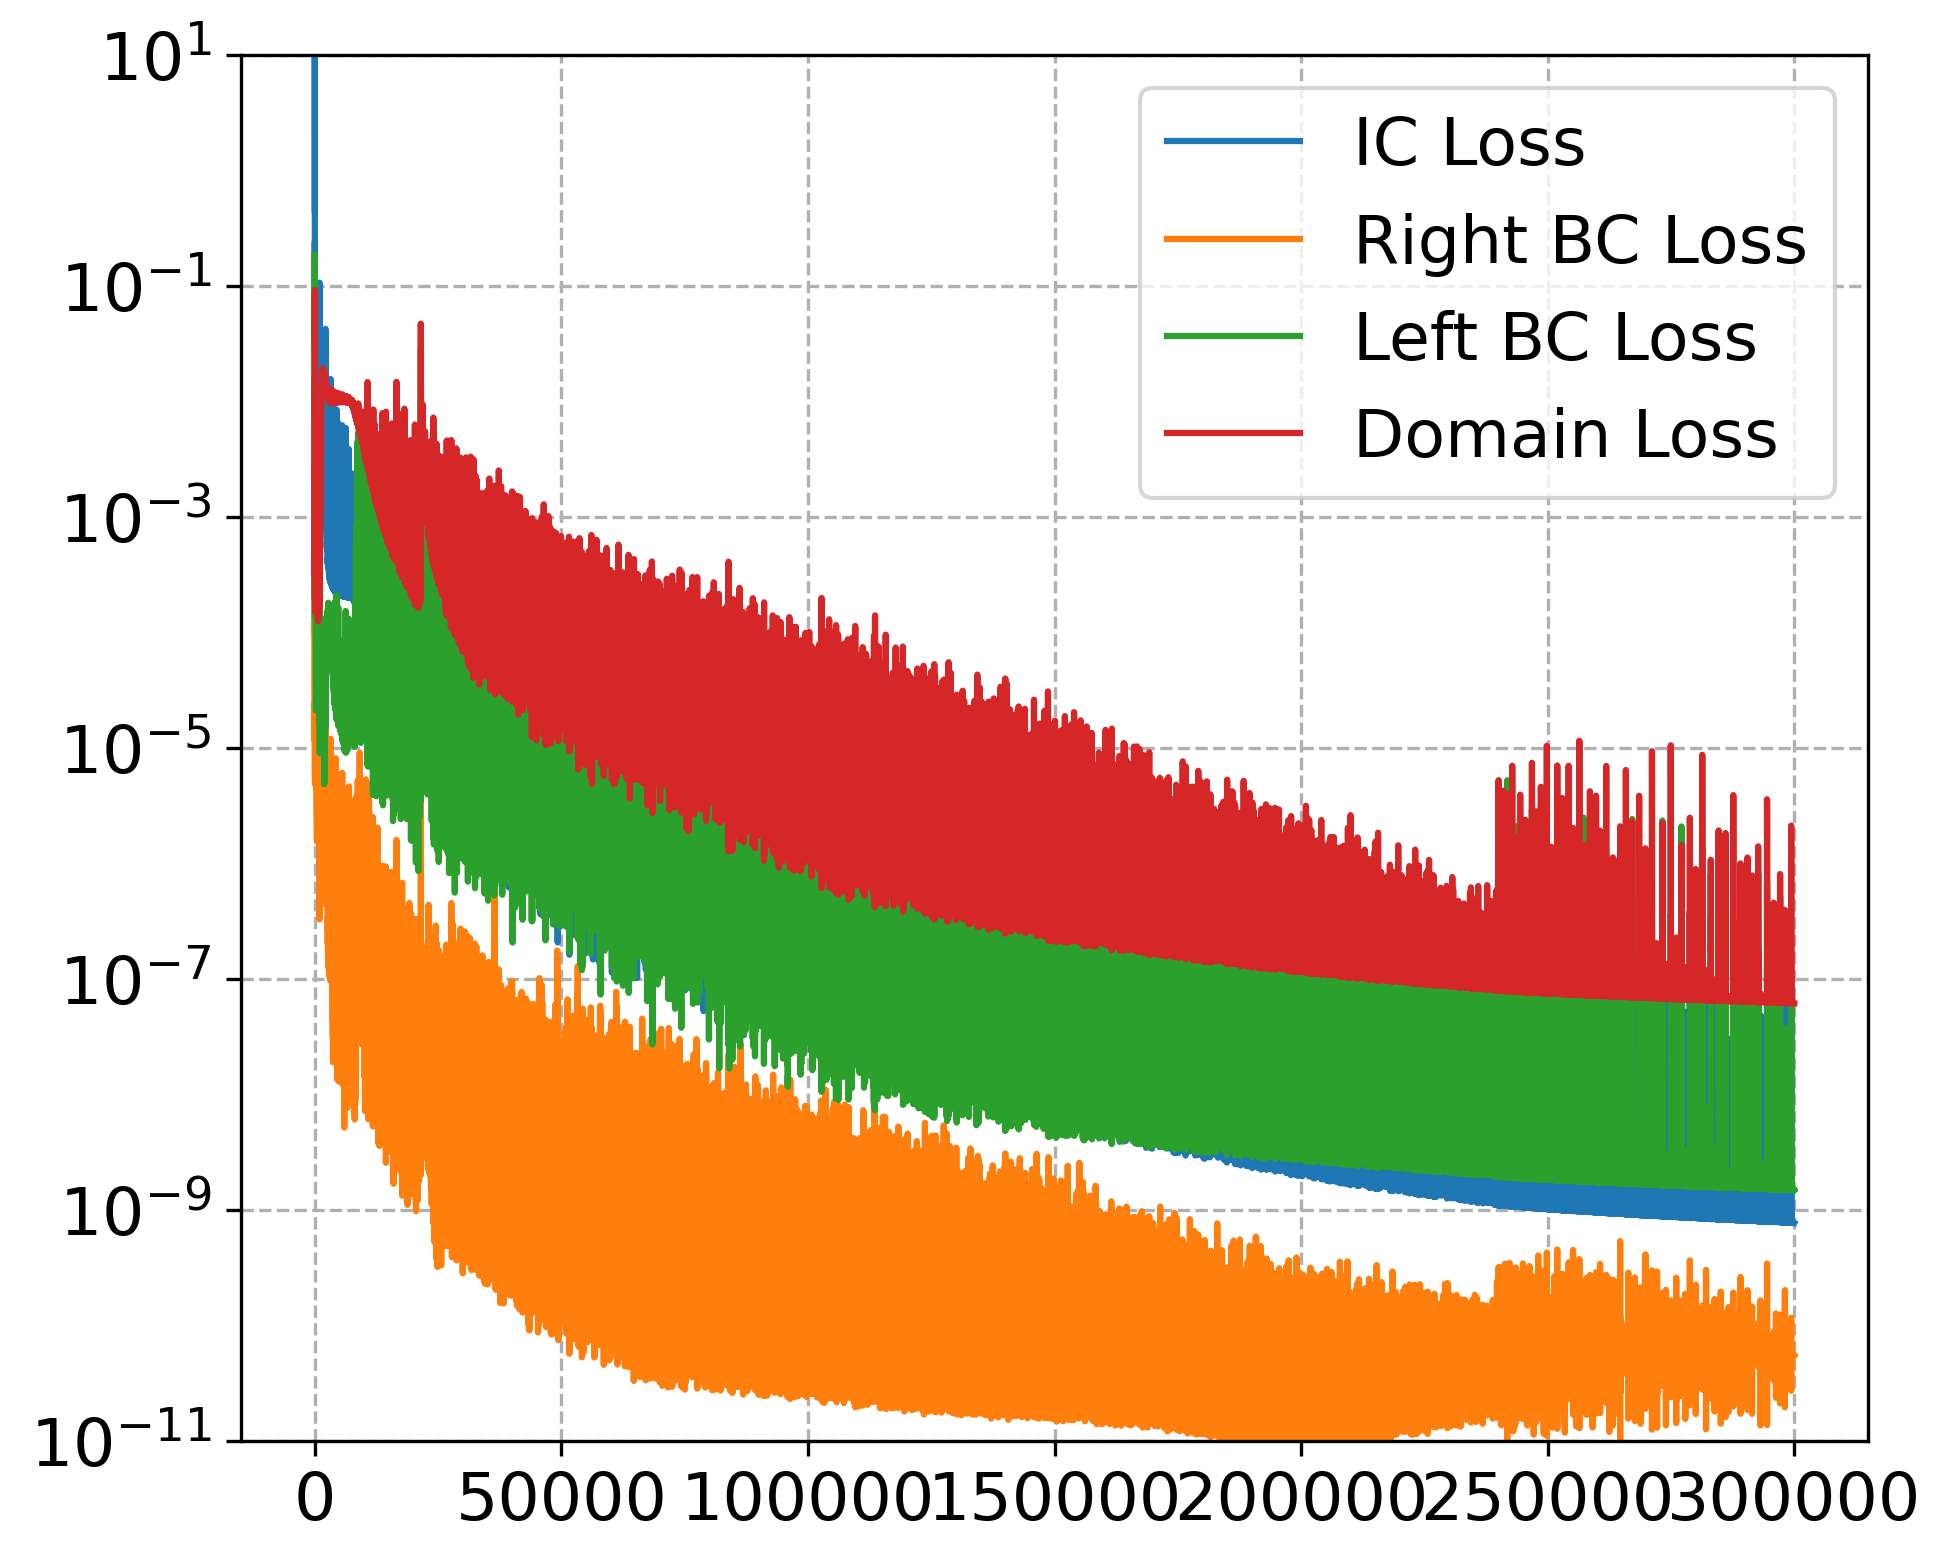 10^1
10^−1
10^−3
10^−5
10^−7
10^−9
10^−11
IC Loss
Right BC Loss
Left BC Loss
Domain Loss
0 50000 100000 150000 200000 250000 300000